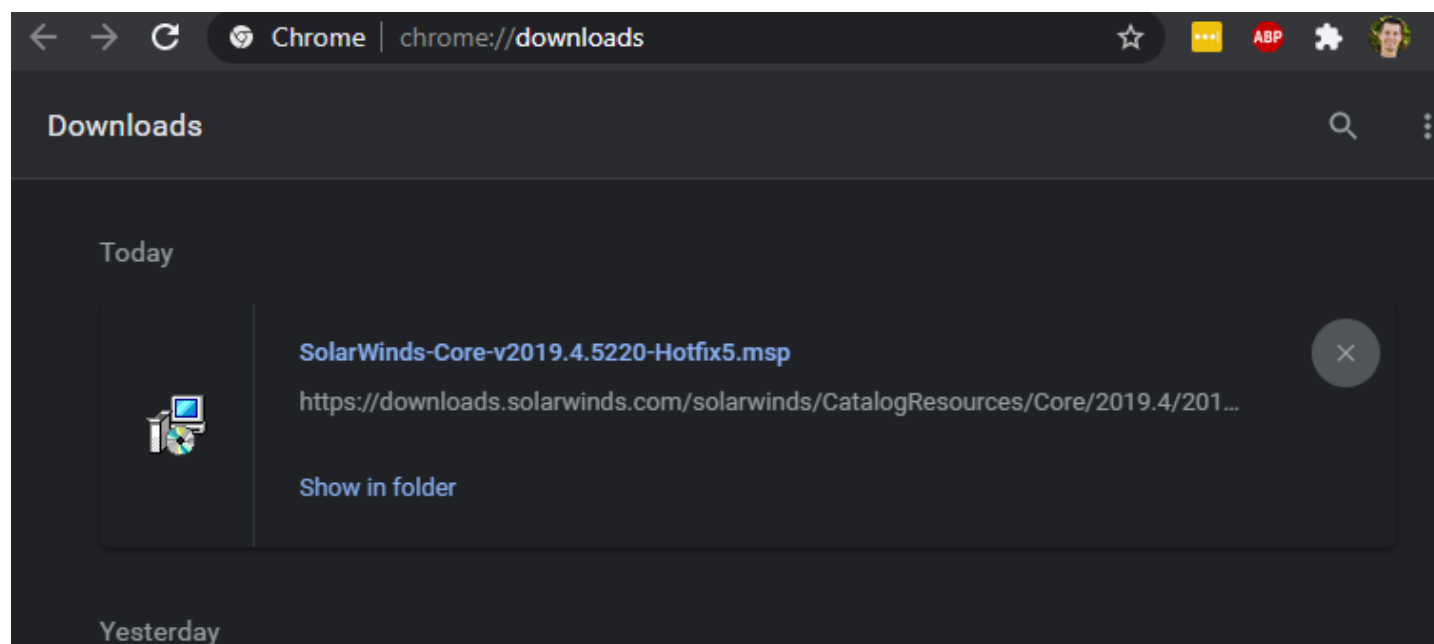 Chrome | chrome://downloads
ABP
Downloads
Today
SolarWinds-Core-v2019.4.5220-Hotfix5.msp
https://downloads.solarwinds.com/solarwinds/CatalogResources/Core/2019.4/201...
Show in folder
Yesterday